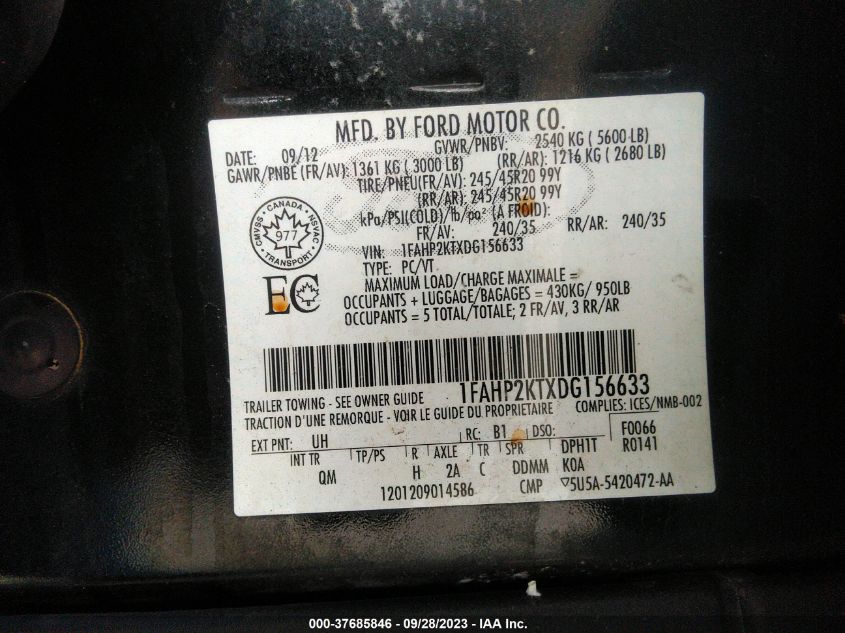 MFD. BY FORD MOTOR CO.
DATE: 09/12 GVWR/PNBV: 2540 KG ( 5600 LB)
GAWR/PNBE (FR/AV): 1361 KG ( 3000 LB) (RR/AR): 1216 KG ( 2680 LB)
TIRE/PNEU(FR/AV): 245/45R20 99Y
(RR/AR): 245/45R20 99Y
kPa/PSI(COLD)/lb/po² (A FROID):
FR/AV: 240/35 RR/AR: 240/35
VIN: 1FAHP2KTXDG156633
TYPE: PC/VT
MAXIMUM LOAD/CHARGE MAXIMALE =
OCCUPANTS + LUGGAGE/BAGAGES = 430KG/ 950LB
OCCUPANTS = 5 TOTAL/TOTALE; 2 FR/AV, 3 RR/AR
CMVSS · CANADA · NSVAC
977
TRANSPORT
EC
1FAHP2KTXDG156633
TRAILER TOWING - SEE OWNER GUIDE
TRACTION D'UNE REMORQUE - VOIR LE GUIDE DU PROPRIETAIRE COMPLIES: ICES/NMB-002
EXT PNT: UH RC: B1 DSO: F0066
INT TR TP/PS R AXLE TR SPR DPH1T R0141
QM H 2A C DDMM KOA
1201209014586 CMP 5U5A-5420472-AA
000-37685846 - 09/28/2023 - IAA Inc.